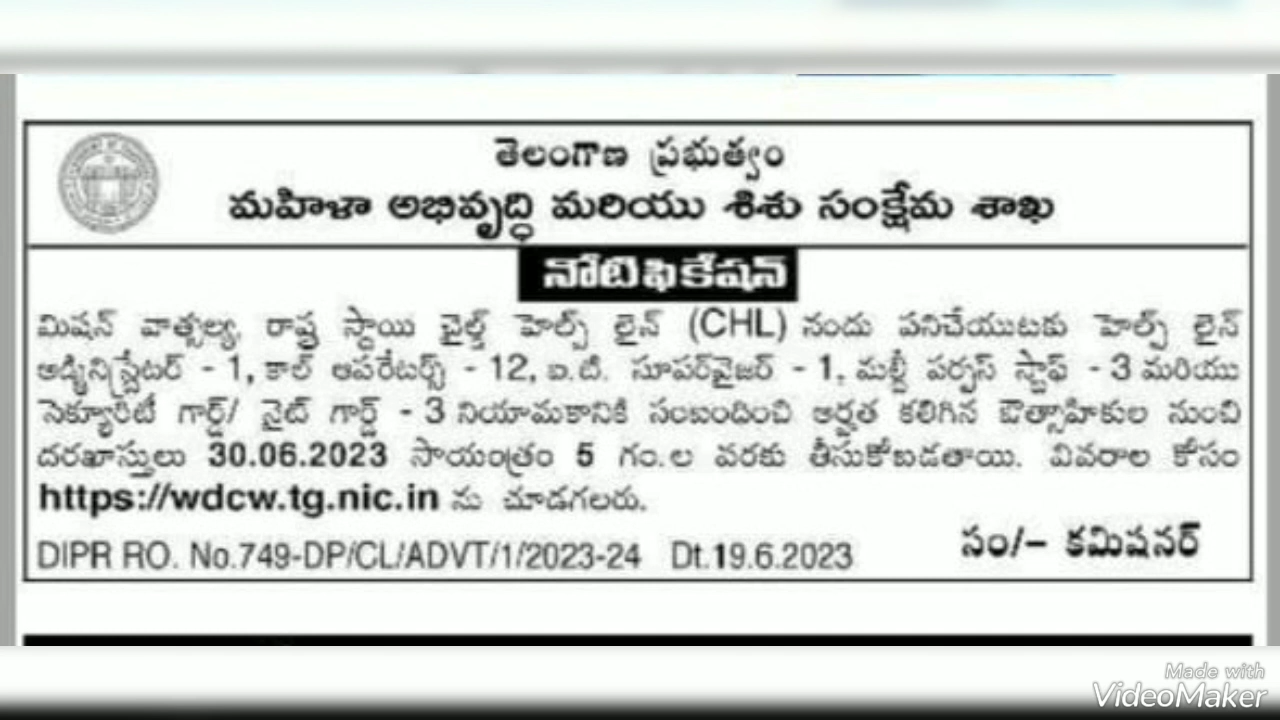 తెలంగాణ ప్రభుత్వం
మహిళా అభివృద్ధి మరియు శిశు సంక్షేమ శాఖ
నోటిఫికేషన్
మిషన్ వాత్సల్య, రాష్ట్ర స్థాయి చైల్డ్ హెల్ప్ లైన్ (CHL) నందు పనిచేయుటకు హెల్ప్ లైన్
అడ్మినిస్ట్రేటర్ - 1, కాల్ ఆపరేటర్స్ - 12, ఐ.టి. సూపర్‌వైజర్ - 1, మల్టీ పర్పస్ స్టాఫ్ - 3 మరియు
సెక్యూరిటీ గార్డ్/ నైట్ గార్డ్ - 3 నియామకానికి సంబంధించి అర్హత కలిగిన ఔత్సాహికుల నుంచి
దరఖాస్తులు 30.06.2023 సాయంత్రం 5 గం.ల వరకు తీసుకోబడతాయి. వివరాల కోసం
https://wdcw.tg.nic.in ను చూడగలరు.
DIPR RO. No.749-DP/CL/ADVT/1/2023-24 Dt.19.6.2023
సం/- కమిషనర్
Made with
VideoMaker